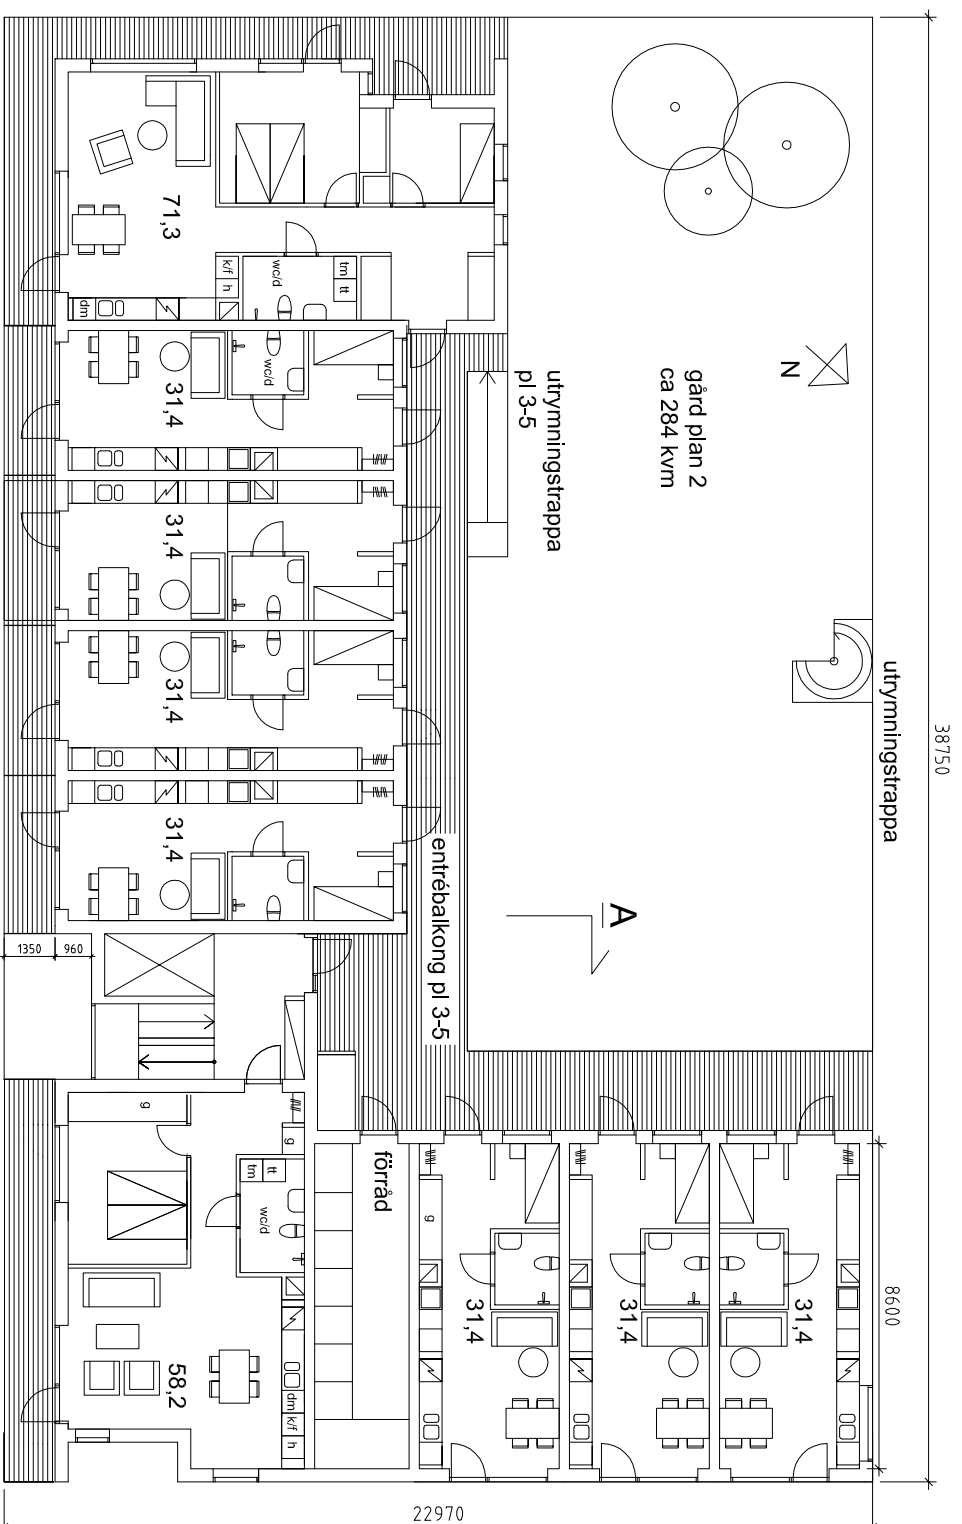 38750
utrymningstrappa
N
gård plan 2
ca 284 kvm
utrymningstrappa
pl 3-5
A
entrébalkong pl 3-5
71,3
k/f
h
wc/d
tm
tt
dm
wc/d
31,4
31,4
31,4
31,4
1350
960
8600
g
g
tm
tt
wc/d
förråd
g
31,4
31,4
31,4
58,2
dm
k/f
h
22970